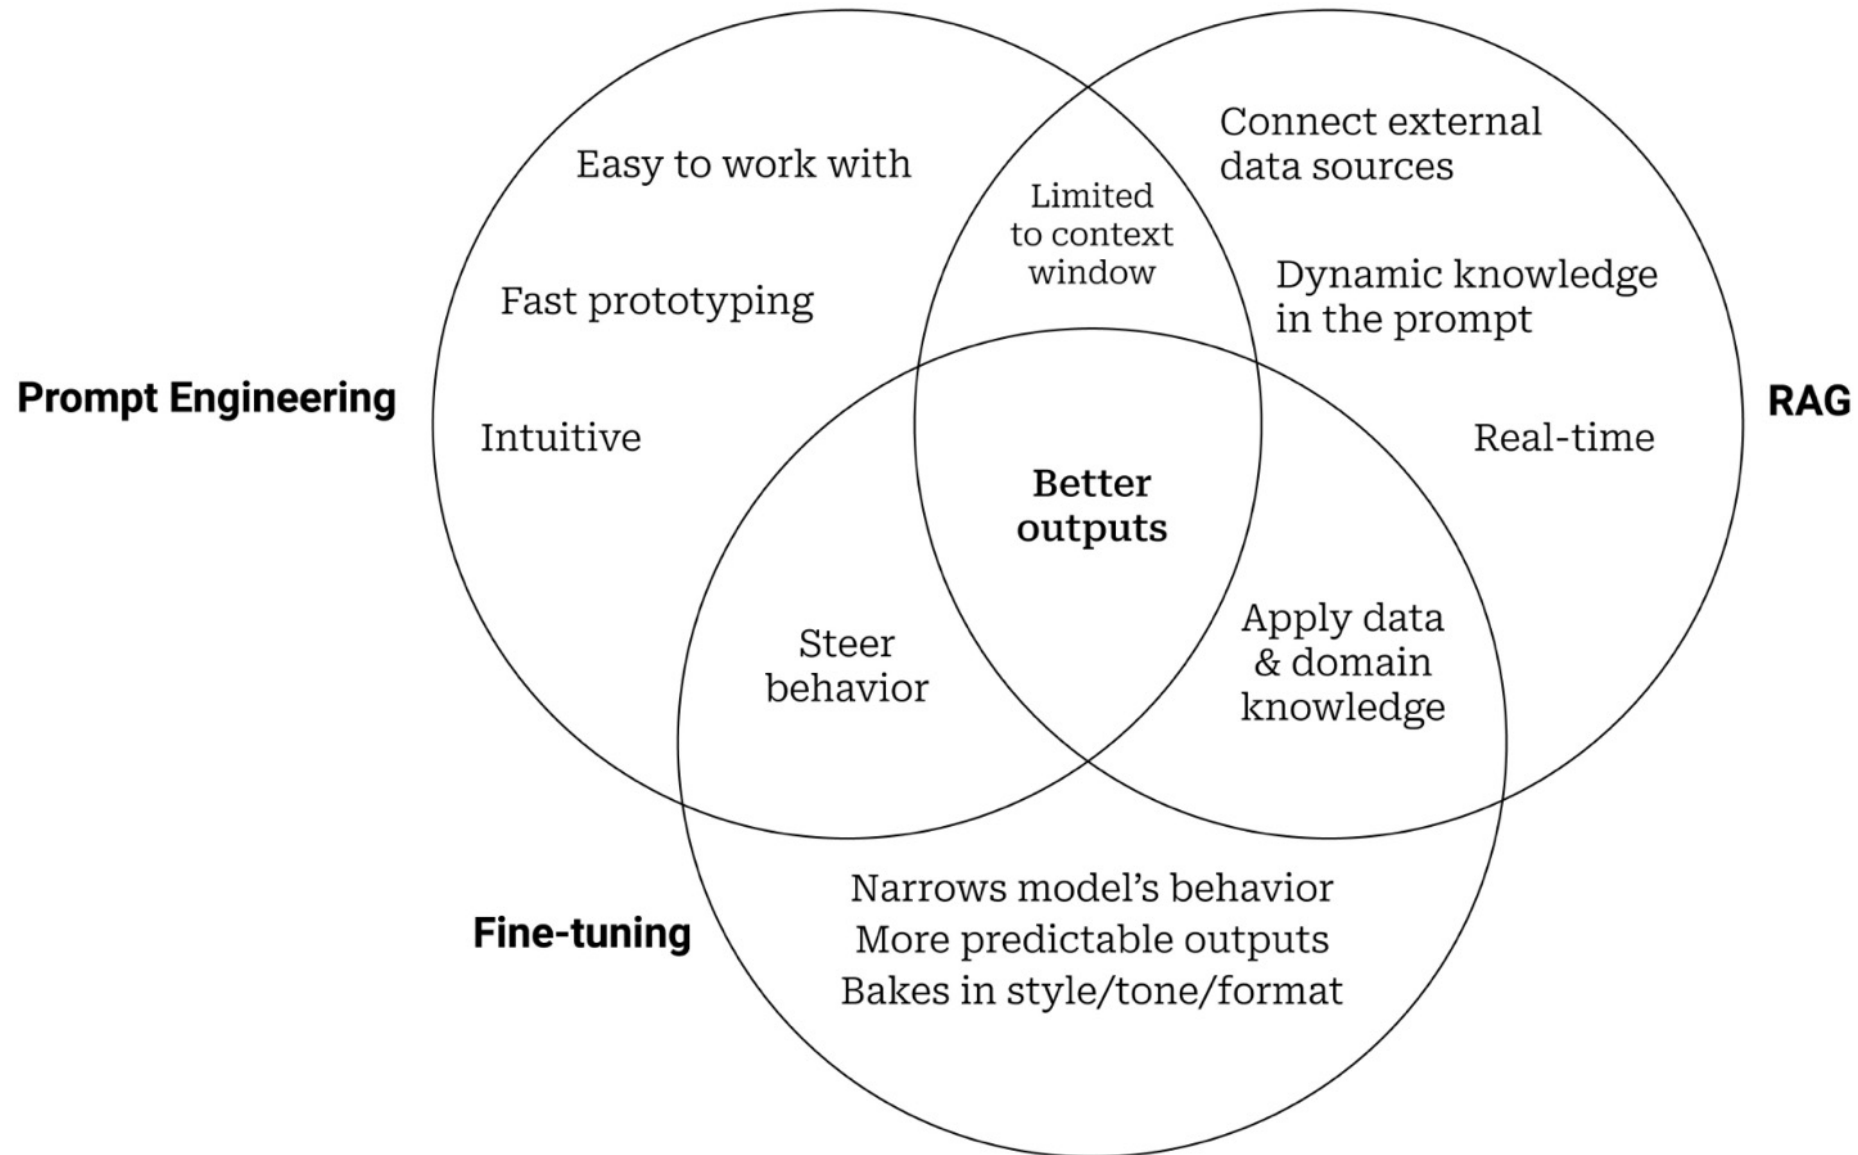 Easy to work with
Fast prototyping
Prompt Engineering
Intuitive
Limited
to context
window
Connect external
data sources
Dynamic knowledge
in the prompt
Real-time
RAG
Better
outputs
Steer
behavior
Apply data
& domain
knowledge
Fine-tuning
Narrows model’s behavior
More predictable outputs
Bakes in style/tone/format